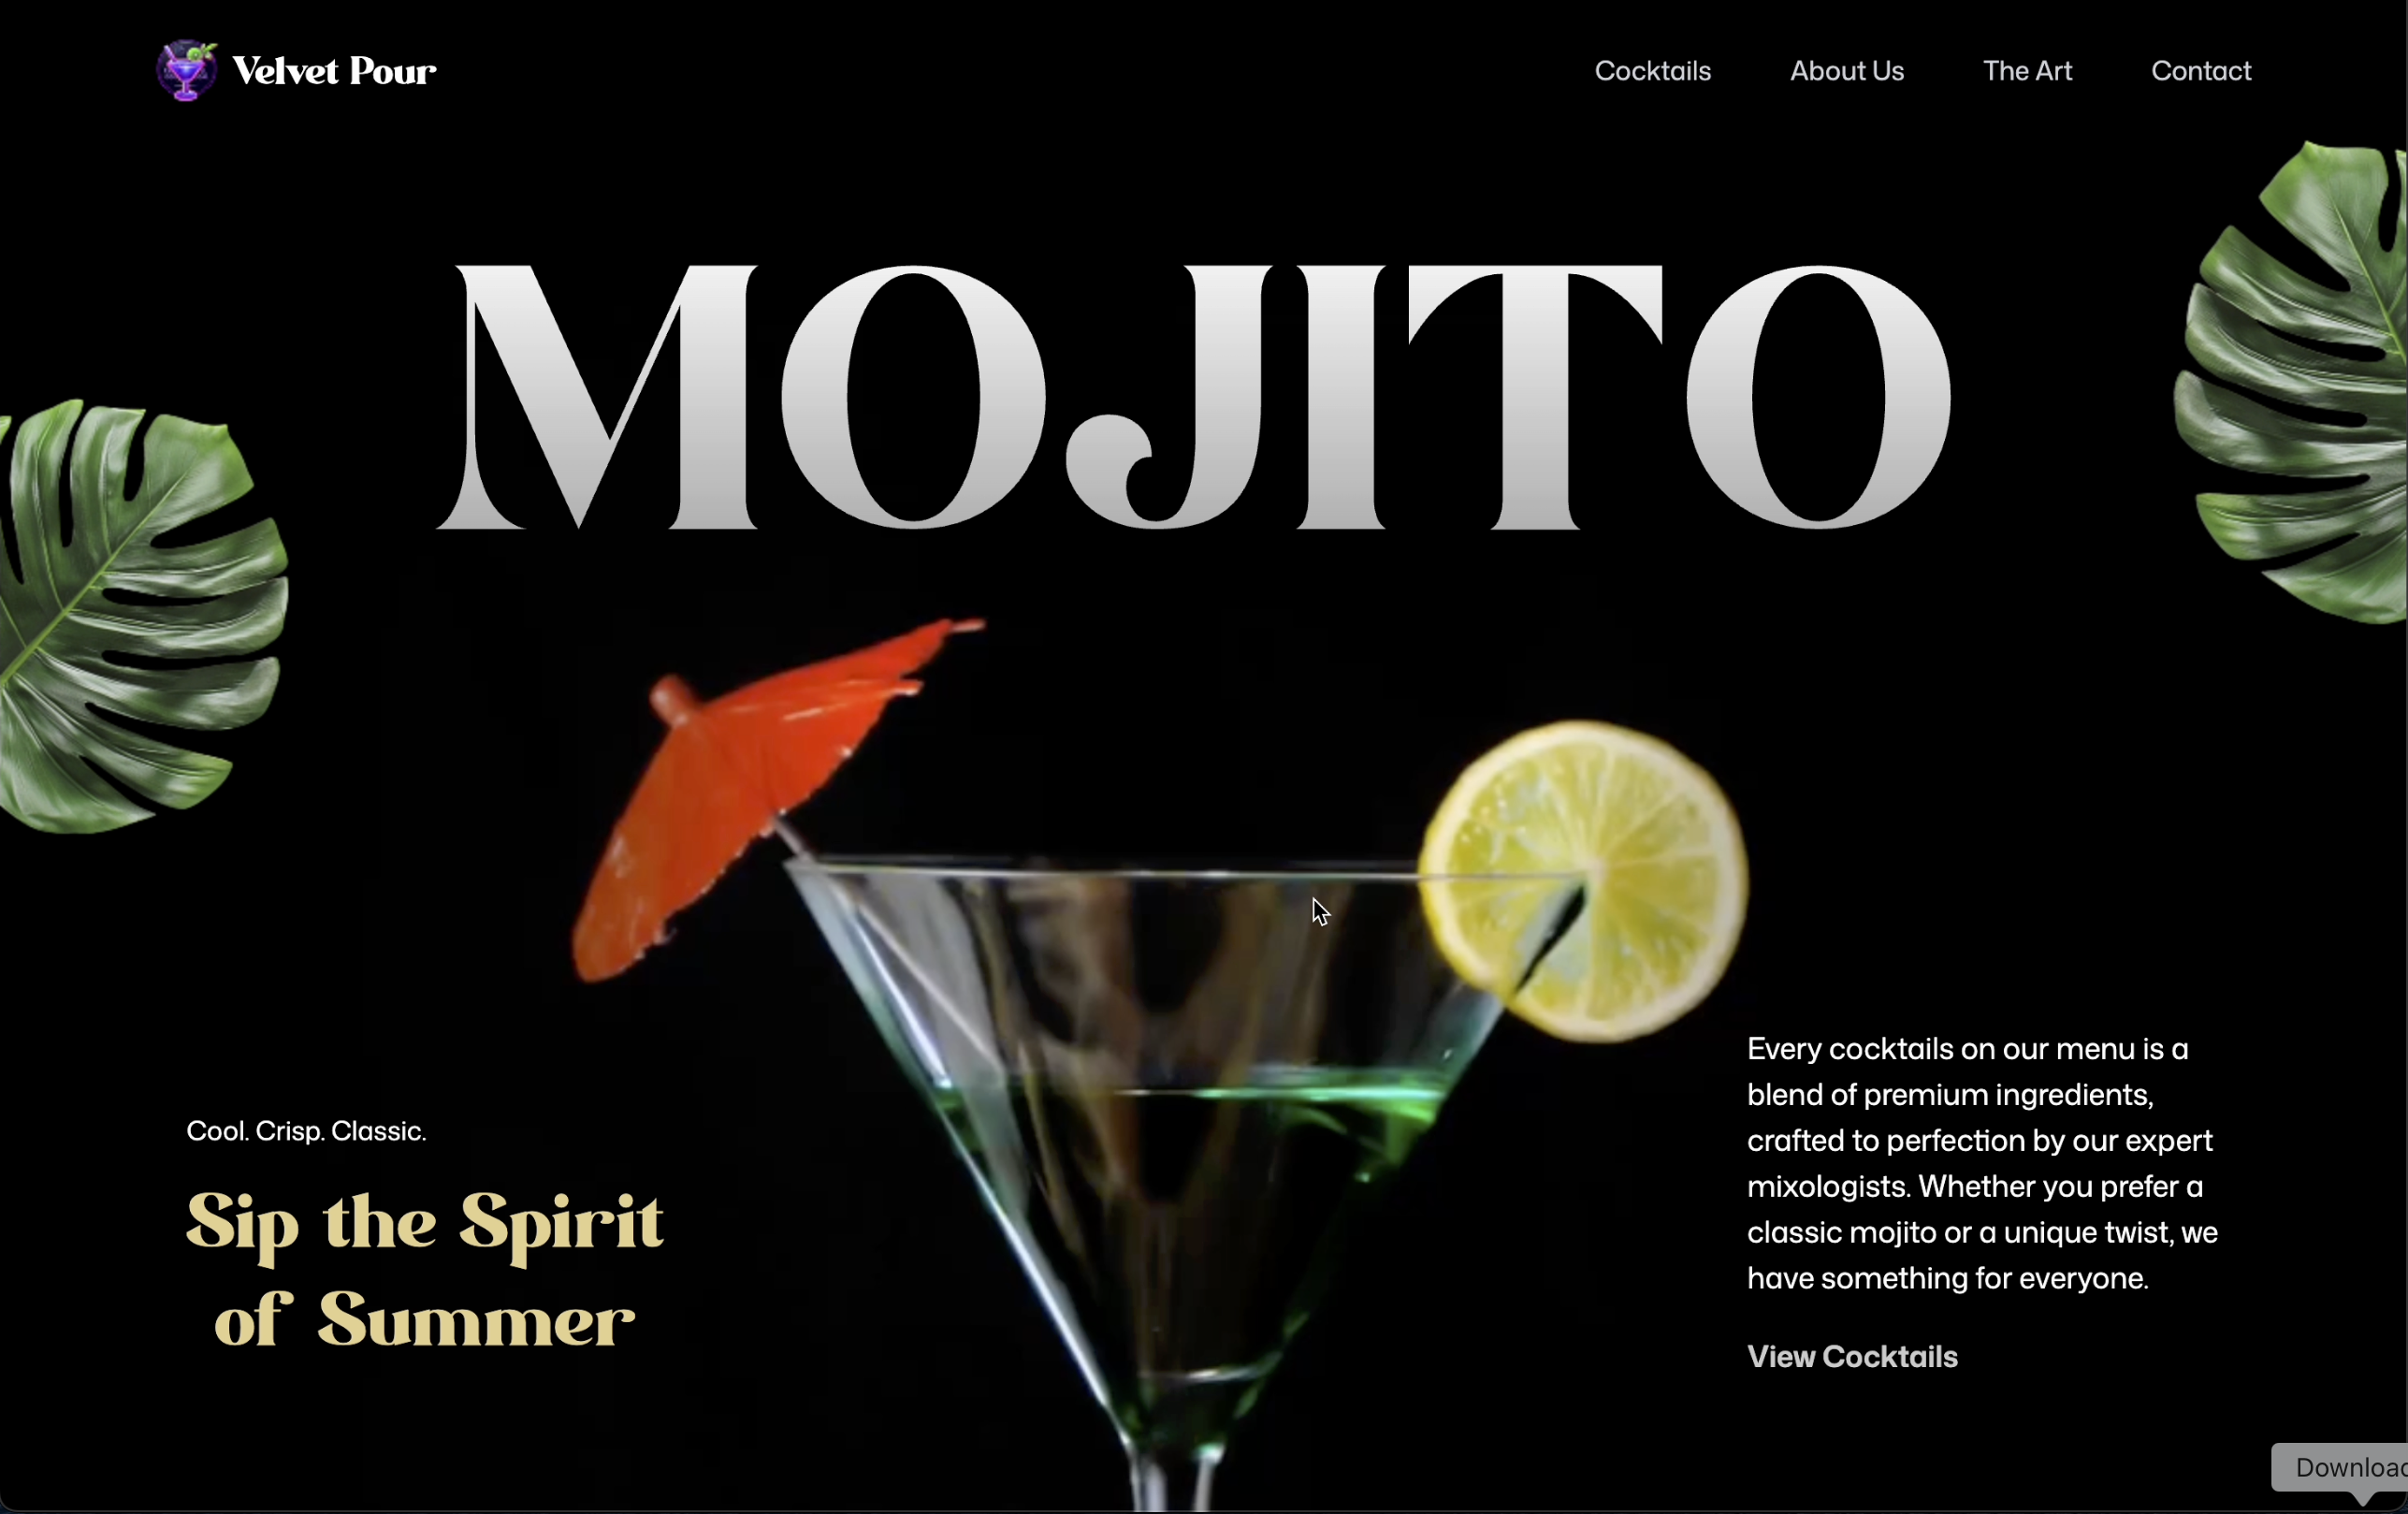 Velvet Pour
Cocktails
About Us
The Art
Contact
MOJITO
Cool. Crisp. Classic.
Sip the Spirit
of Summer
Every cocktails on our menu is a
blend of premium ingredients,
crafted to perfection by our expert
mixologists. Whether you prefer a
classic mojito or a unique twist, we
have something for everyone.
View Cocktails